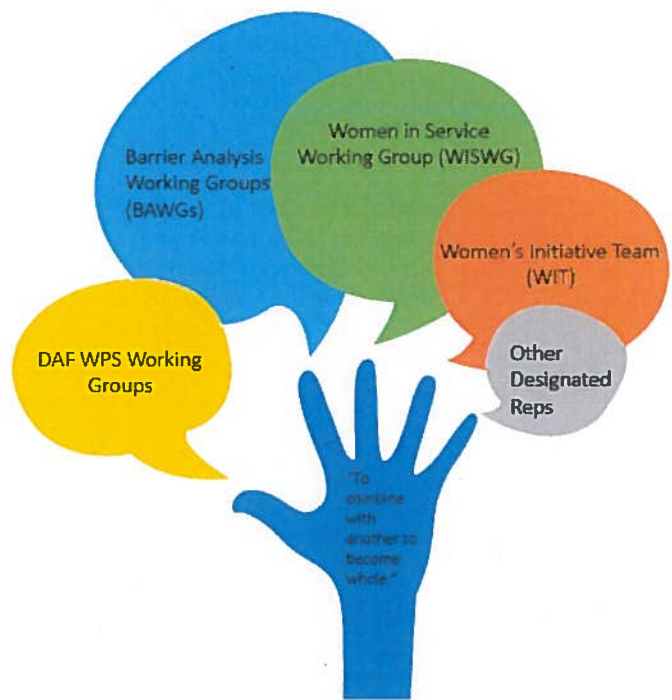 Women in Service
Working Group (WISWG)
Barrier Analysis
Working Groups
(BAWGs)
Women's Initiative Team
(WIT)
DAF WPS Working
Groups
Other
Designated
Reps
"To
combine
with
another to
become
whole."